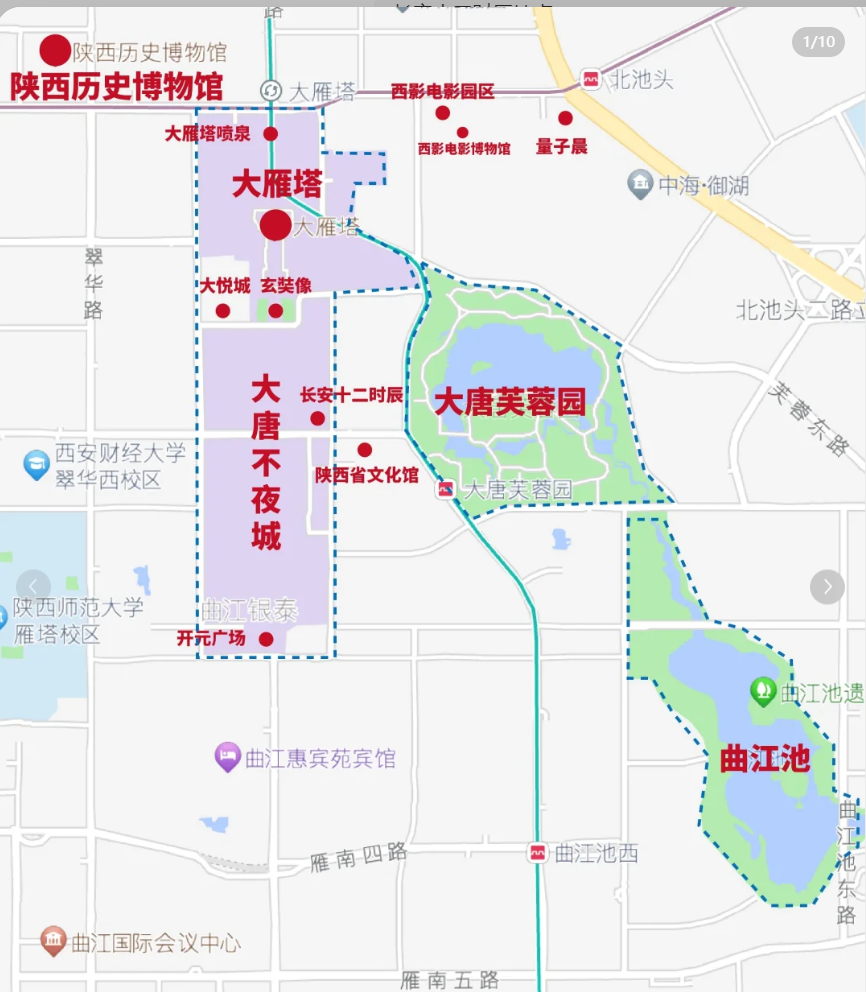 路
1/10
陕西历史博物馆
陕西历史博物馆
大雁塔
西影电影园区
北池头
大雁塔喷泉
西影电影博物馆
量子晨
大雁塔
中海·御湖
大雁塔
翠华路
大悦城
玄奘像
北池头二路立
大唐不夜城
长安十二时辰
大唐芙蓉园
芙蓉东路
西安财经大学
翠华西校区
陕西省文化馆
大唐芙蓉园
陕西师范大学
雁塔校区
曲江银泰
开元广场
曲江池遗
曲江惠宾苑宾馆
曲江池
曲江池东路
雁南四路
曲江池西
曲江国际会议中心
雁南五路